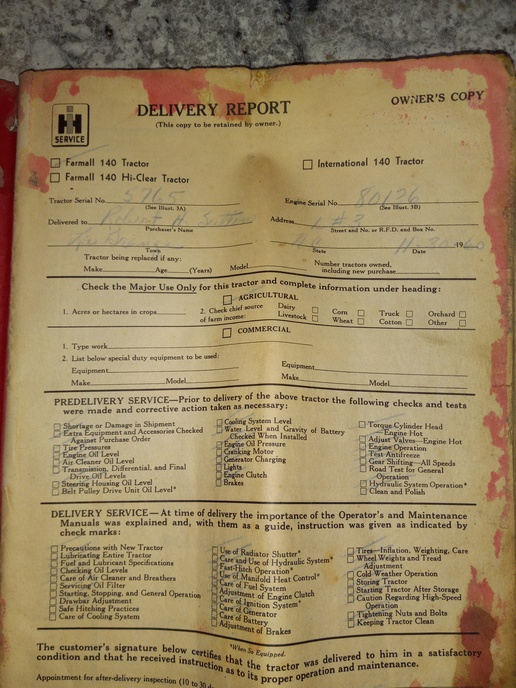 IH
SERVICE
DELIVERY REPORT
(This copy to be retained by owner.)
OWNER'S COPY
Farmall 140 Tractor
International 140 Tractor
Farmall 140 Hi-Clear Tractor
Tractor Serial No. 5765
Engine Serial No. 80126
(See Illust. 3A)
(See Illust. 3B)
Delivered to Robert H.
Address # 3
Purchaser's Name
Street and No. or R.F.D. and Box No.
11-30 1960
Town
State
Date
Tractor being replaced if any:
Number tractors owned,
Make Age (Years) Model
including new purchase
Check the Major Use Only for this tractor and complete information under heading:
AGRICULTURAL
1. Acres or hectares in crops
2. Check chief source
of farm income:
Dairy
Livestock
Corn
Wheat
Truck
Cotton
Orchard
Other
COMMERCIAL
1. Type work
2. List below special duty equipment to be used:
Equipment
Equipment
Make Model
Make Model
PREDELIVERY SERVICE—Prior to delivery of the above tractor the following checks and tests
were made and corrective action taken as necessary:
Shortage or Damage in Shipment
Extra Equipment and Accessories Checked
Against Purchase Order
Tire Pressures
Engine Oil Level
Air Cleaner Oil Level
Transmission, Differential, and Final
Drive Oil Levels
Steering Housing Oil Level
Belt Pulley Drive Unit Oil Level*
Cooling System Level
Water Level and Gravity of Battery
Checked When Installed
Engine Oil Pressure
Cranking Motor
Generator Charging
Lights
Engine Clutch
Brakes
Torque Cylinder Head
—Engine Hot
Adjust Valves—Engine Hot
Engine Operation
Test Antifreeze
Gear Shifting—All Speeds
Road Test for General
Operation
Hydraulic System Operation*
Clean and Polish
DELIVERY SERVICE—At time of delivery the importance of the Operator's and Maintenance
Manuals was explained and, with them as a guide, instruction was given as indicated by
check marks:
Precautions with New Tractor
Lubricating Entire Tractor
Fuel and Lubricant Specifications
Checking Oil Levels
Care of Air Cleaner and Breathers
Servicing Oil Filter
Starting, Stopping, and General Operation
Drawbar Adjustment
Safe Hitching Practices
Care of Cooling System
Use of Radiator Shutter*
Care and Use of Hydraulic System*
Fast-Hitch Operation*
Use of Manifold Heat Control*
Care of Fuel System
Adjustment of Engine Clutch
Care of Ignition System*
Care of Generator
Care of Battery
Adjustment of Brakes
Tires—Inflation, Weighting, Care
Wheel Weights and Tread
Adjustment
Cold Weather Operation
Storing Tractor
Starting Tractor After Storage
Caution Regarding High-Speed
Operation
Tightening Nuts and Bolts
Keeping Tractor Clean
*When So Equipped.
The customer's signature below certifies that the tractor was delivered to him in a satisfactory
condition and that he received instruction as to its proper operation and maintenance.
Appointment for after-delivery inspection (10 to 30